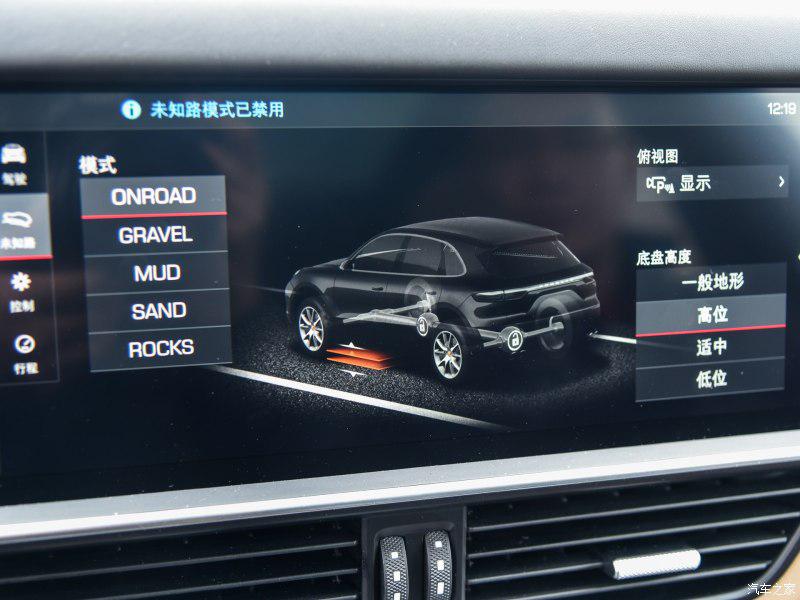 未知路模式已禁用
12:19
驾驶
未知路
控制
行程
模式
ONROAD
GRAVEL
MUD
SAND
ROCKS
俯视图
显示
底盘高度
一般地形
高位
适中
低位
汽车之家